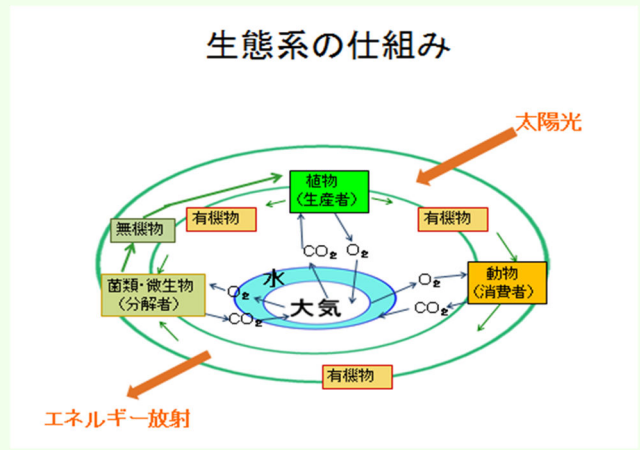 生態系の仕組み
太陽光
植物
(生産者)
有機物
有機物
無機物
CO₂
O₂
水
大気
O₂
動物
(消費者)
菌類・微生物
(分解者)
O₂
CO₂
CO₂
有機物
エネルギー放射